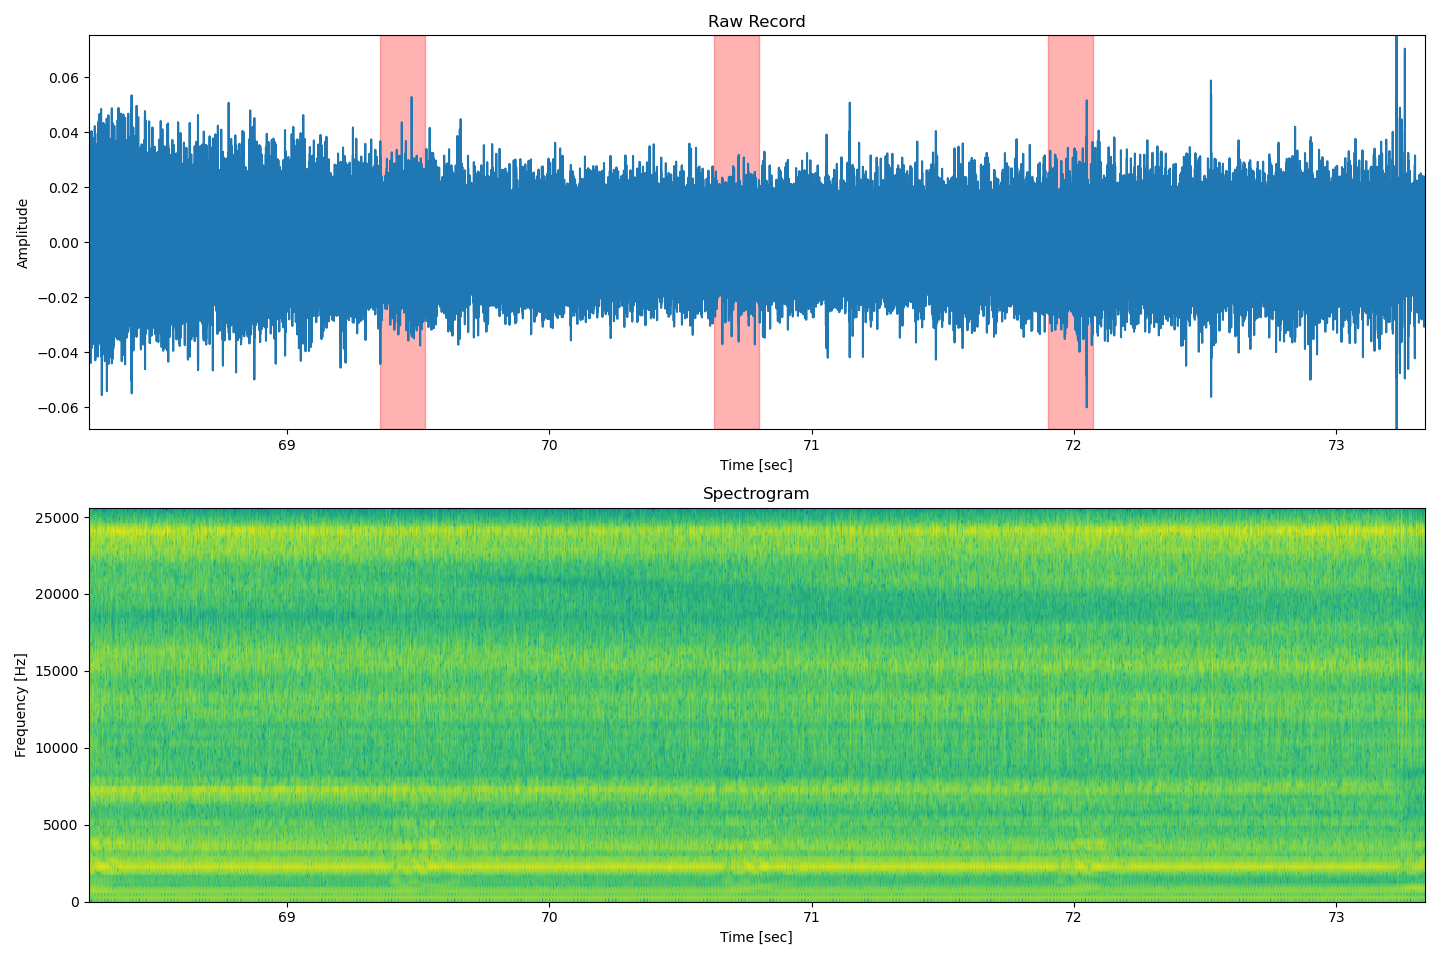 Raw Record
0.06
0.04
0.02
0.00
−0.02
−0.04
−0.06
Amplitude
69 70 71 72 73
Time [sec]
Spectrogram
25000
20000
15000
10000
5000
0
Frequency [Hz]
69 70 71 72 73
Time [sec]